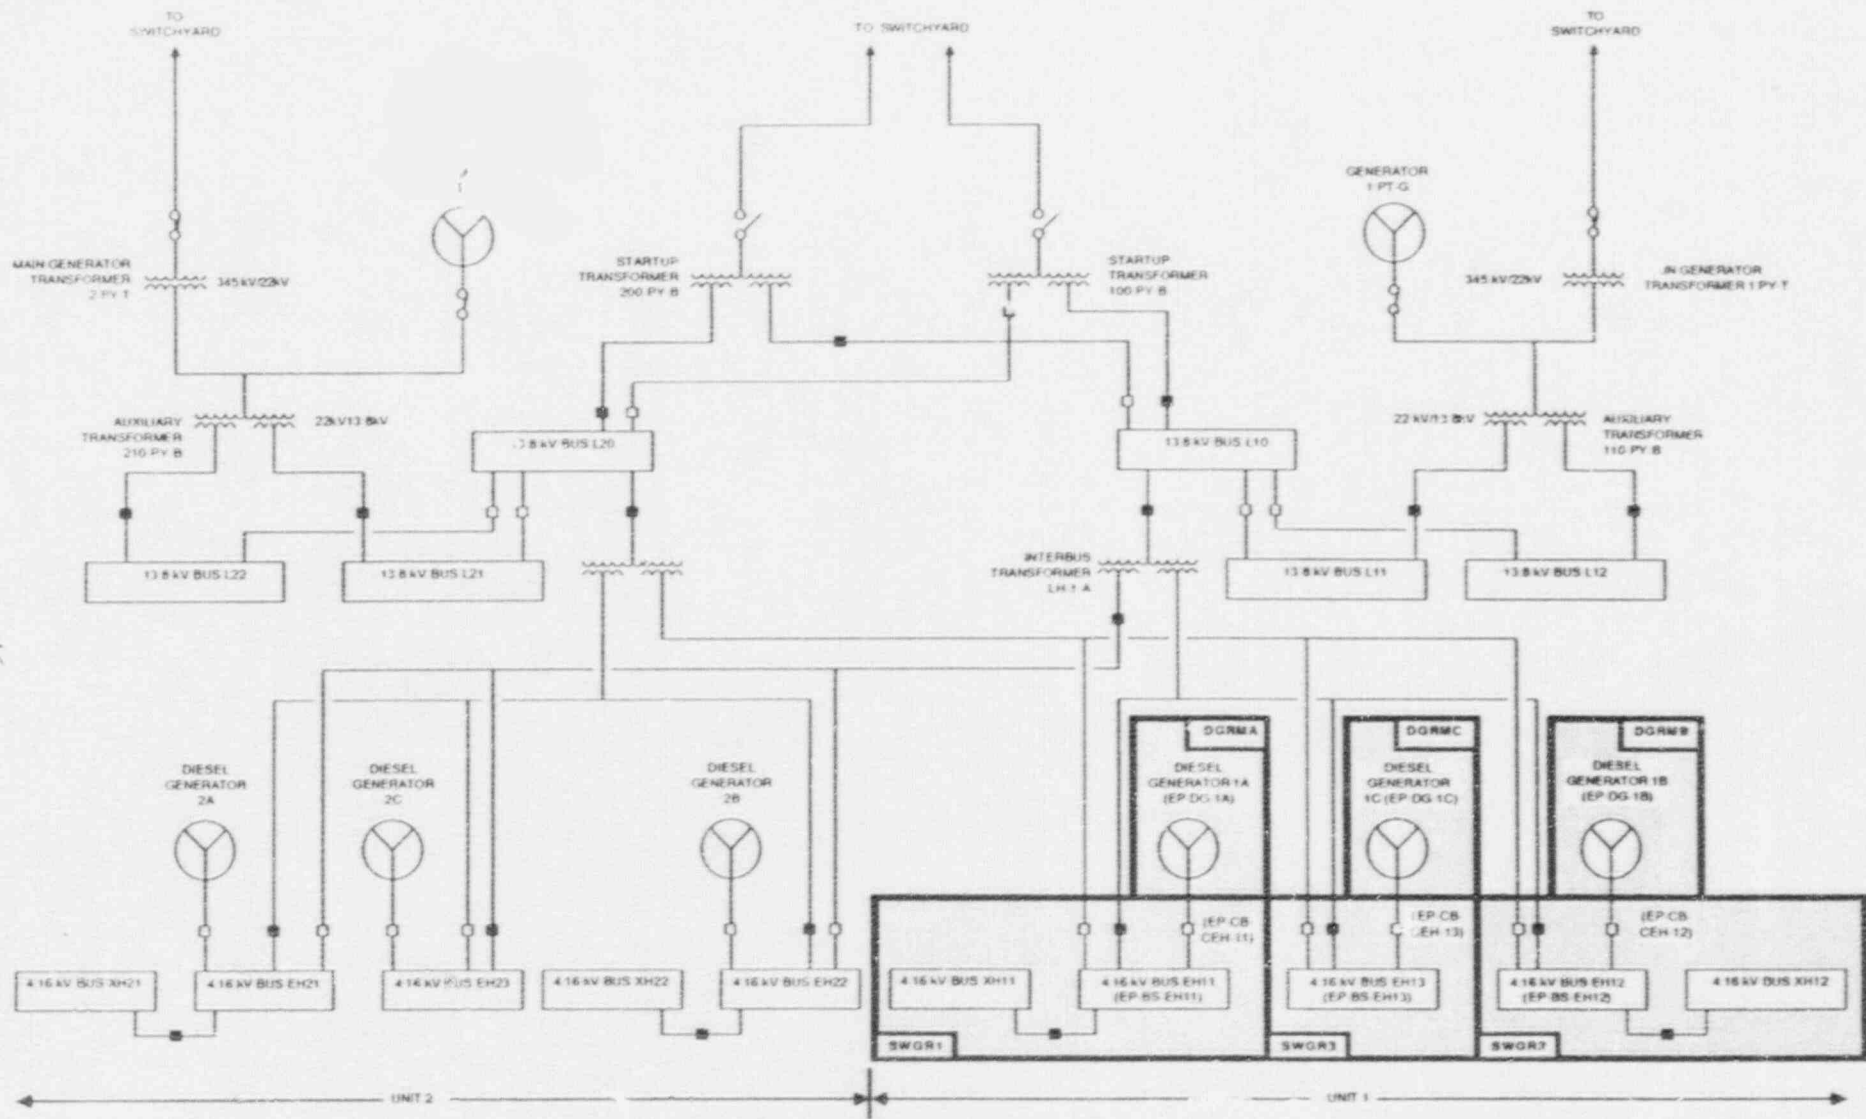 TO
SWITCHYARD
TO SWITCHYARD
TO
SWITCHYARD
GENERATOR
1 PT-G
MAIN GENERATOR
TRANSFORMER
2 PY-T
345 kV/22kV
STARTUP
TRANSFORMER
200 PY-B
STARTUP
TRANSFORMER
100 PY-B
345 kV/22kV
IN GENERATOR
TRANSFORMER 1 PY-T
AUXILIARY
TRANSFORMER
210 PY-B
22kV13 8kV
22 kV/13.8kV
AUXILIARY
TRANSFORMER
110 PY-B
3.8 kV BUS L20
13.8 kV BUS L10
INTERBUS
TRANSFORMER
LH-1-A
13.8 kV BUS L22
13.8 kV BUS L21
13.8 kV BUS L11
13.8 kV BUS L12
DGRMA
DGRMC
DGRMB
DIESEL
GENERATOR
2A
DIESEL
GENERATOR
2C
DIESEL
GENERATOR
2B
DIESEL
GENERATOR 1A
(EP-DG-1A)
DIESEL
GENERATOR
1C (EP-DG-1C)
DIESEL
GENERATOR 1B
(EP-DG-1B)
(EP-CB-
CEH-11)
(EP-CB-
CEH-13)
(EP-CB-
CEH-12)
4.16 kV BUS XH21
4.16 kV BUS EH21
4.16 kV BUS EH23
4.16 kV BUS XH22
4.16 kV BUS EH22
4.16 kV BUS XH11
4.16 kV BUS EH11
(EP-BS-EH11)
4.16 kV BUS EH13
(EP-BS-EH13)
4.16 kV BUS EH12
(EP-BS-EH12)
4.16 kV BUS XH12
SWGR1
SWGR3
SWGR2
UNIT 2
UNIT 1